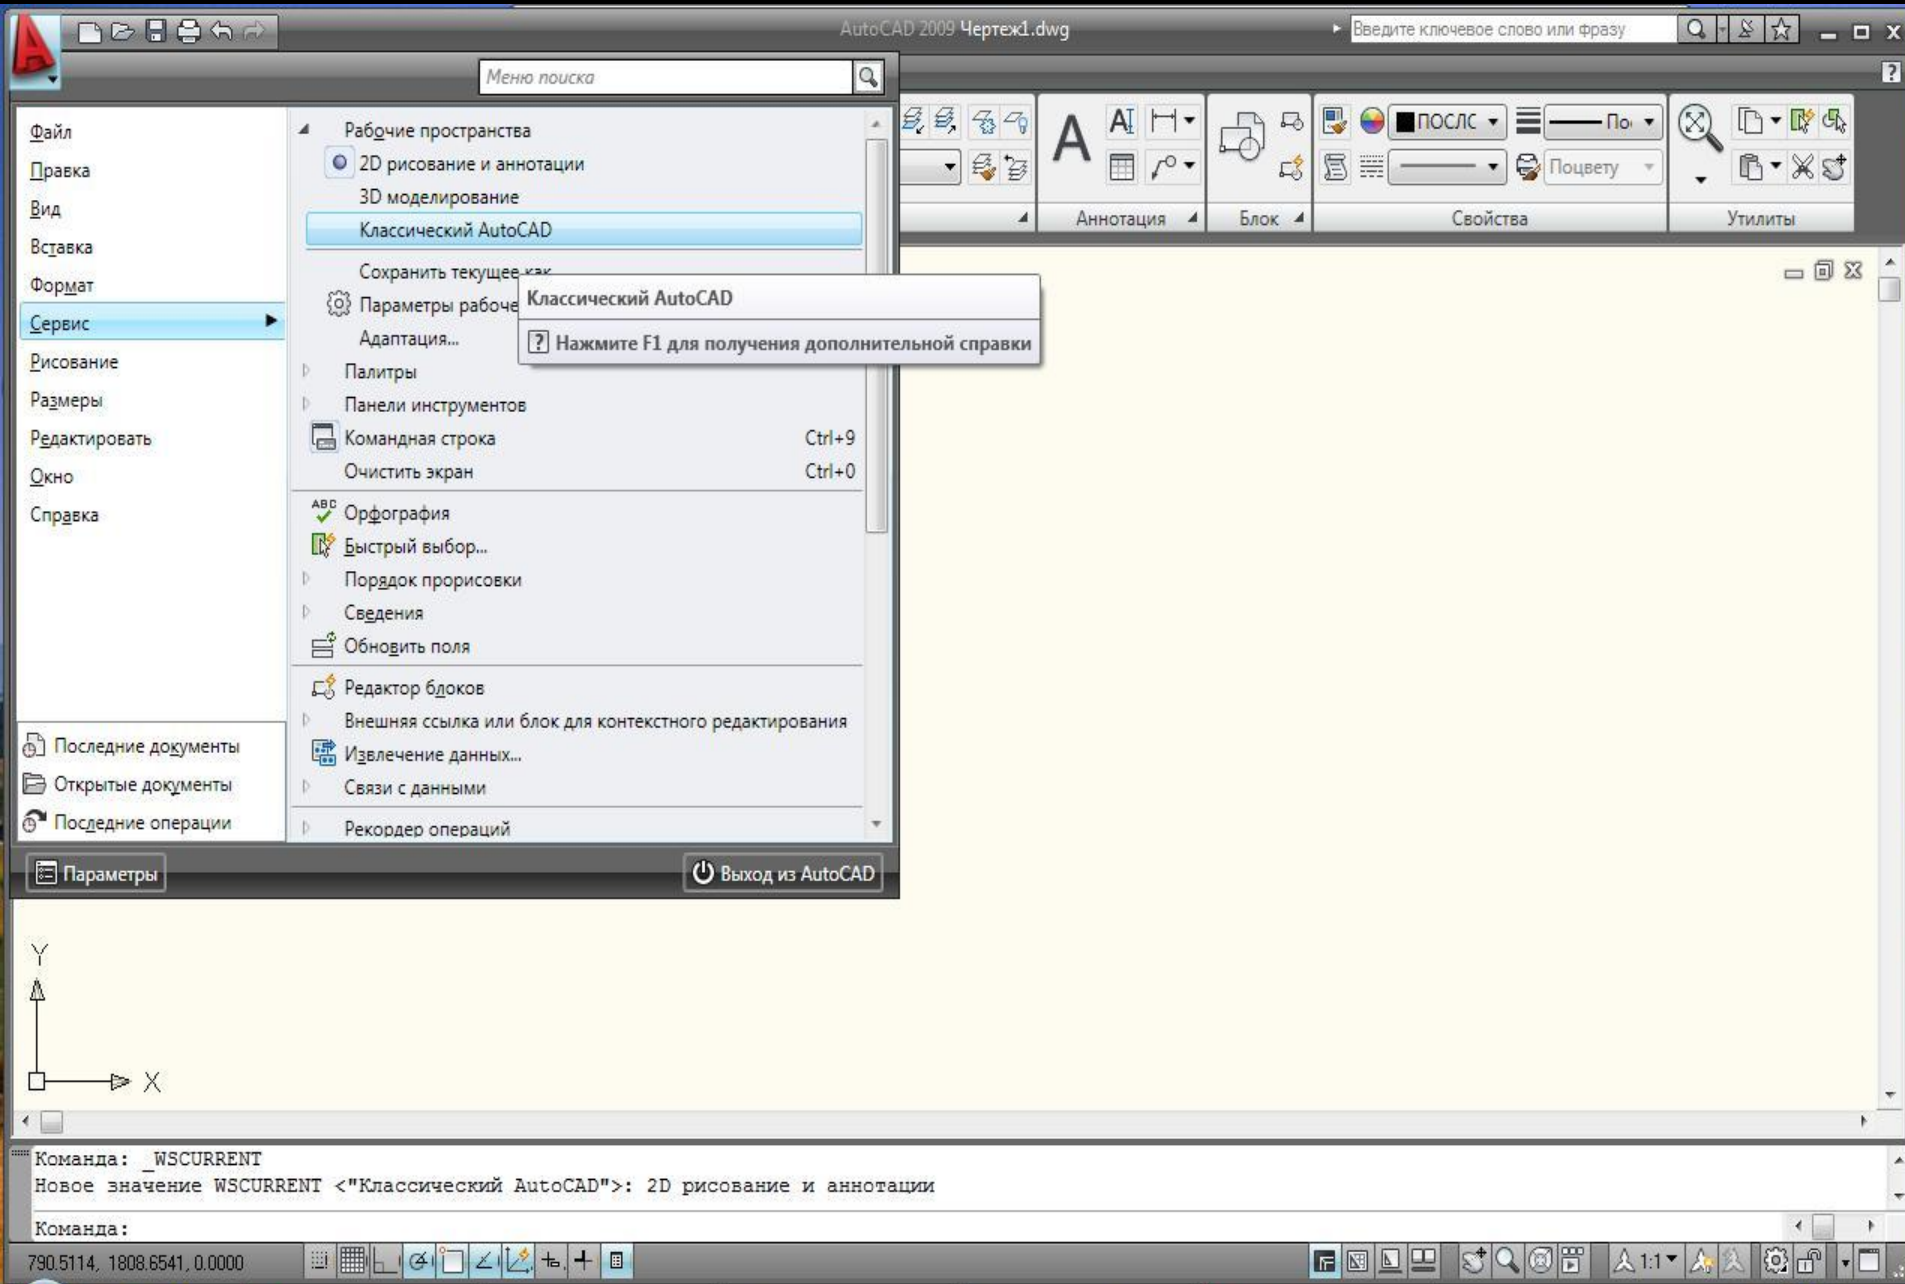 AutoCAD 2009 Чертеж1.dwg
Введите ключевое слово или фразу
Меню поиска
Файл
Правка
Вид
Вставка
Формат
Сервис
Рисование
Размеры
Редактировать
Окно
Справка
Последние документы
Открытые документы
Последние операции
Рабочие пространства
2D рисование и аннотации
3D моделирование
Классический AutoCAD
Сохранить текущее как
Параметры рабоче
Адаптация...
Палитры
Панели инструментов
Командная строка Ctrl+9
Очистить экран Ctrl+0
Орфография
Быстрый выбор...
Порядок прорисовки
Сведения
Обновить поля
Редактор блоков
Внешняя ссылка или блок для контекстного редактирования
Извлечение данных...
Связи с данными
Рекордер операций
Параметры
Выход из AutoCAD
Классический AutoCAD
Нажмите F1 для получения дополнительной справки
ПОСЛС
По
Поцвету
Аннотация
Блок
Свойства
Утилиты
Y
X
Команда: _WSCURRENT
Новое значение WSCURRENT <"Классический AutoCAD">: 2D рисование и аннотации
Команда:
790.5114, 1808.6541, 0.0000
1:1